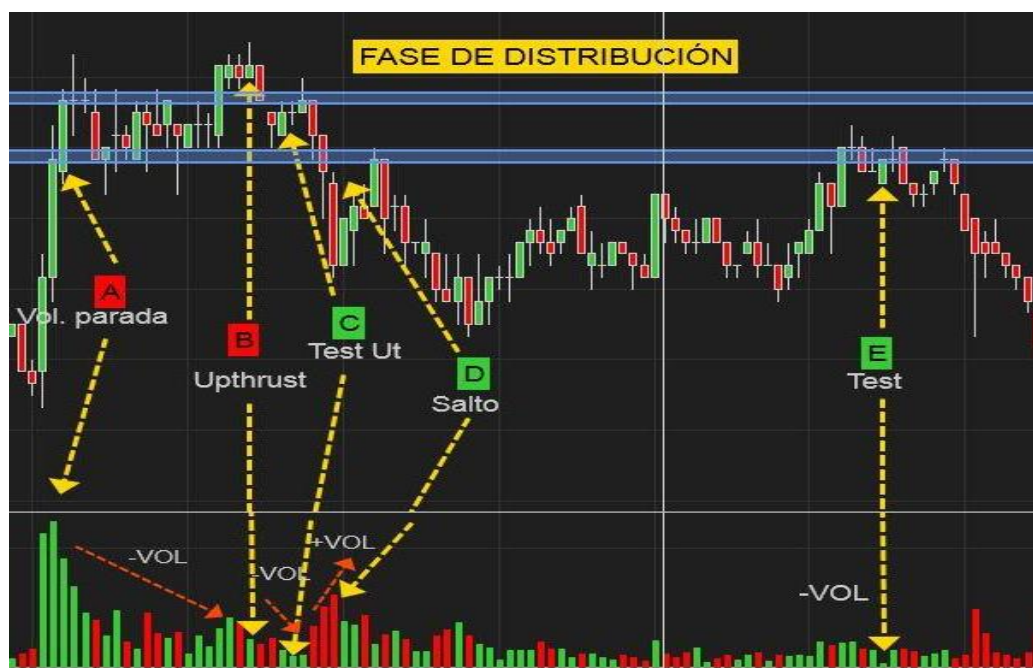 FASE DE DISTRIBUCIÓN
A
Vol. parada
B
Upthrust
C
Test Ut
D
Salto
E
Test
-VOL
-VOL
+VOL
-VOL